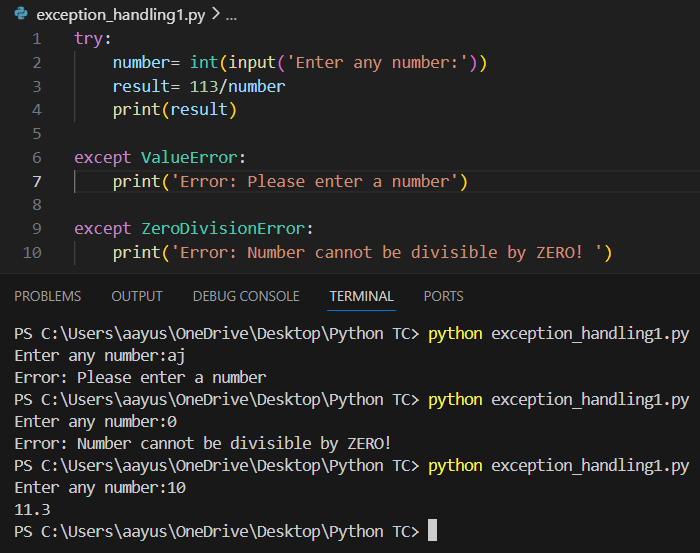 exception_handling1.py > ...
1 try:
2     number= int(input('Enter any number:'))
3     result= 113/number
4     print(result)
5
6 except ValueError:
7     print('Error: Please enter a number')
8
9 except ZeroDivisionError:
10     print('Error: Number cannot be divisible by ZERO! ')
PROBLEMS OUTPUT DEBUG CONSOLE TERMINAL PORTS
PS C:\Users\aayus\OneDrive\Desktop\Python TC> python exception_handling1.py
Enter any number:aj
Error: Please enter a number
PS C:\Users\aayus\OneDrive\Desktop\Python TC> python exception_handling1.py
Enter any number:0
Error: Number cannot be divisible by ZERO!
PS C:\Users\aayus\OneDrive\Desktop\Python TC> python exception_handling1.py
Enter any number:10
11.3
PS C:\Users\aayus\OneDrive\Desktop\Python TC>